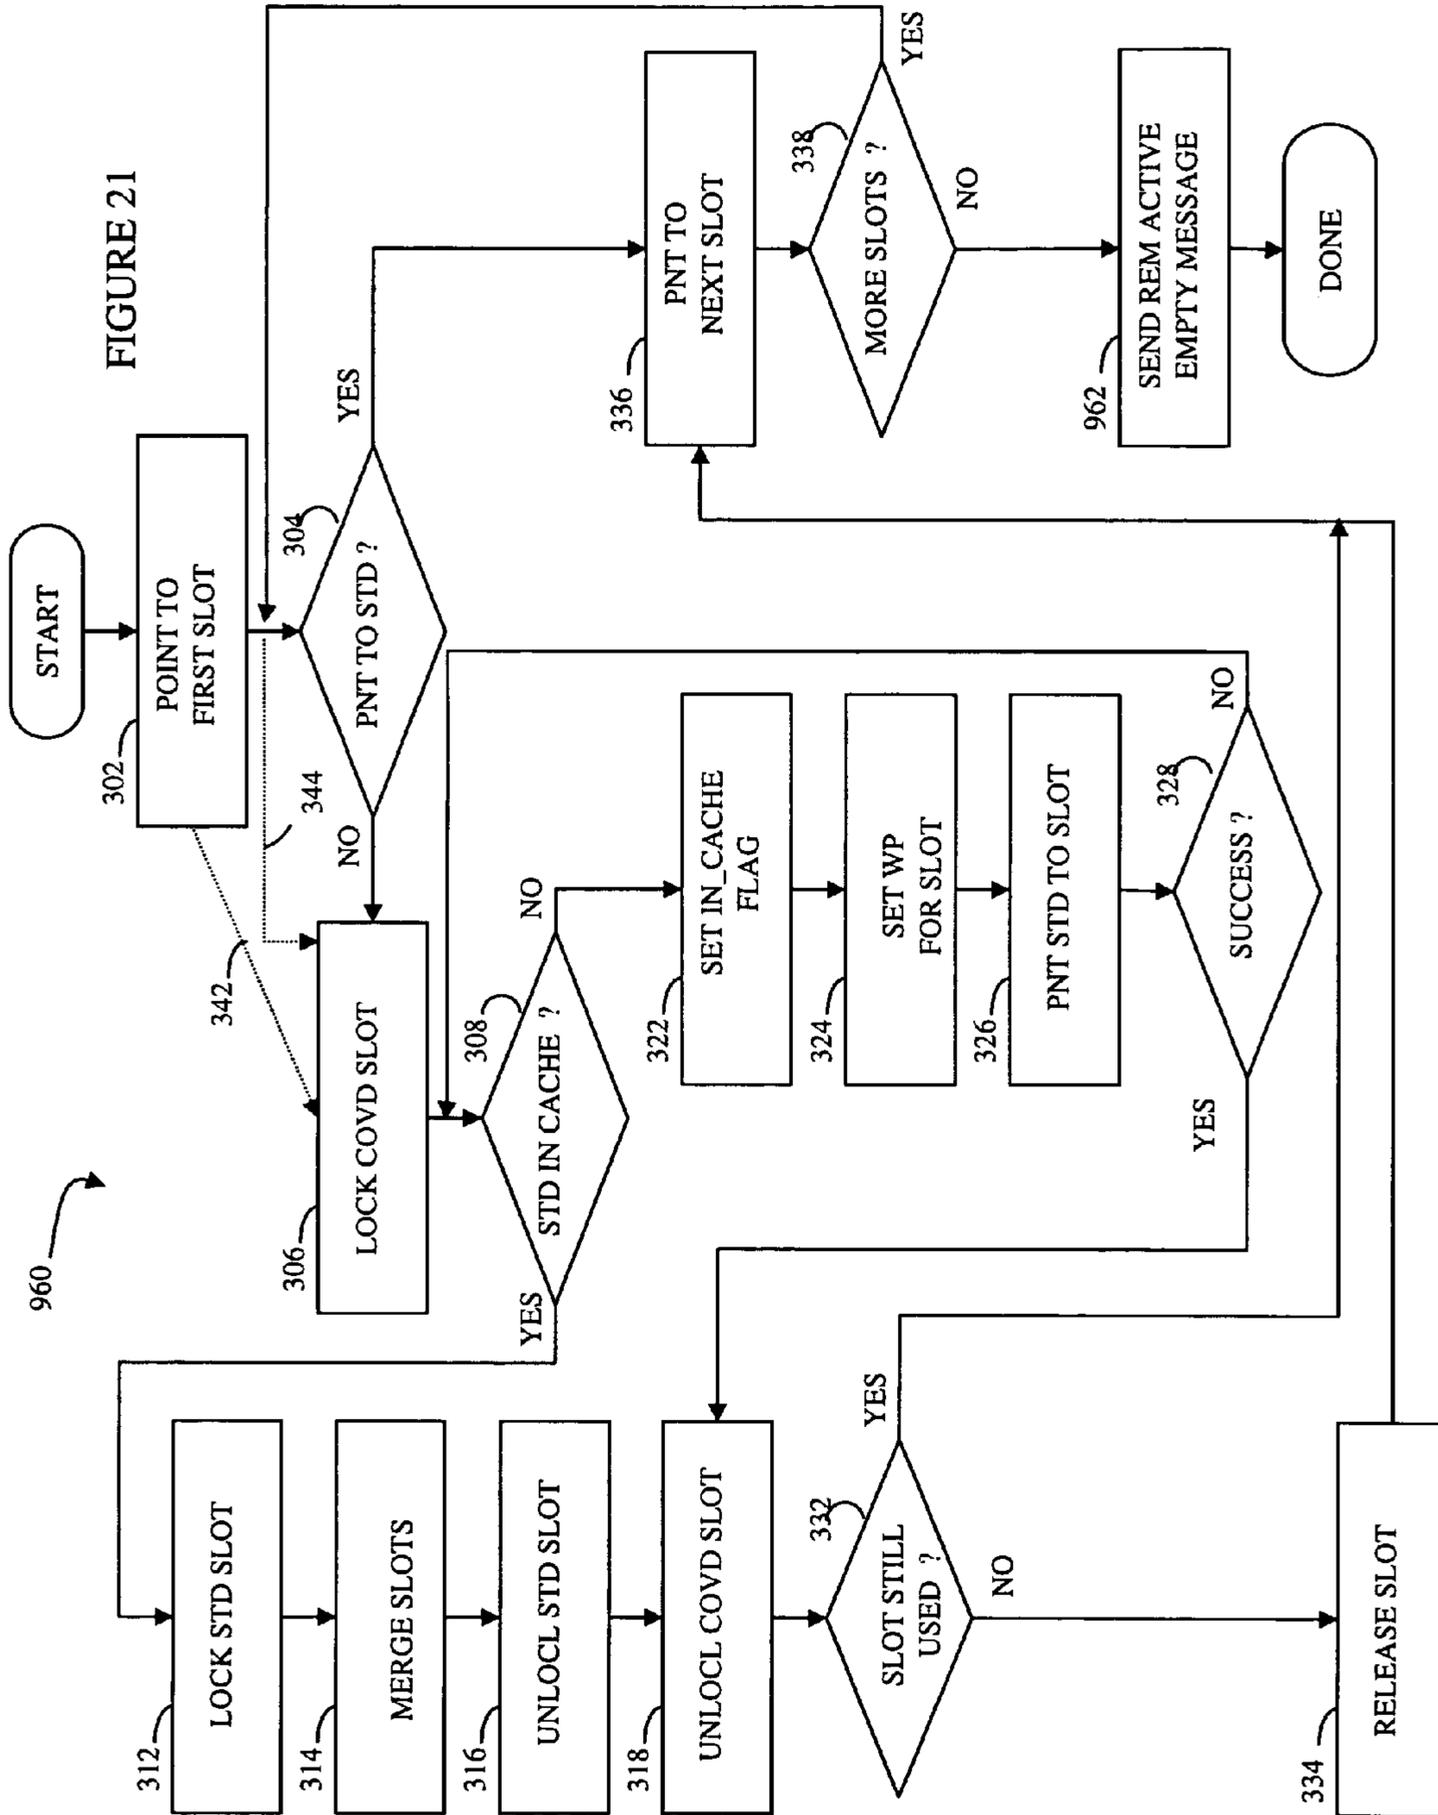 FIGURE 21
960
START
302
POINT TO
FIRST SLOT
342
344
304
PNT TO STD ?
YES
NO
306
LOCK COVD SLOT
308
STD IN CACHE ?
YES
NO
312
LOCK STD SLOT
314
MERGE SLOTS
316
UNLOCL STD SLOT
318
UNLOCL COVD SLOT
322
SET IN_CACHE
FLAG
324
SET WP
FOR SLOT
326
PNT STD TO SLOT
328
SUCCESS ?
YES
NO
332
SLOT STILL
USED ?
YES
NO
334
RELEASE SLOT
336
PNT TO
NEXT SLOT
338
MORE SLOTS ?
YES
NO
962
SEND REM ACTIVE
EMPTY MESSAGE
DONE